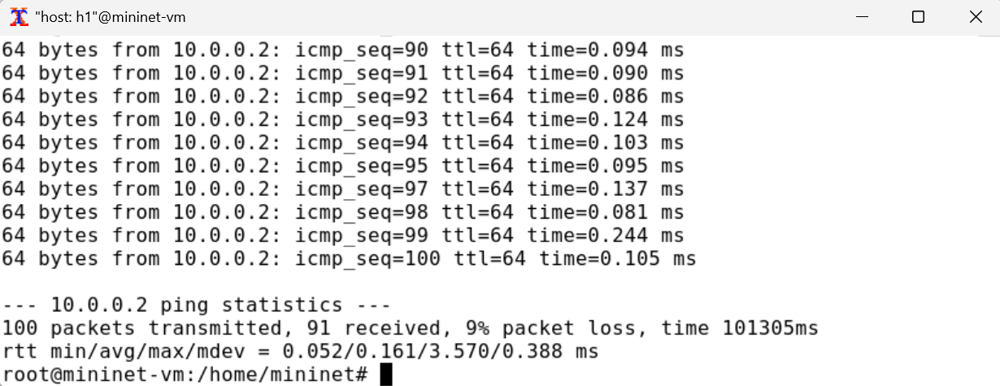 "host: h1"@mininet-vm
64 bytes from 10.0.0.2: icmp_seq=90 ttl=64 time=0.094 ms
64 bytes from 10.0.0.2: icmp_seq=91 ttl=64 time=0.090 ms
64 bytes from 10.0.0.2: icmp_seq=92 ttl=64 time=0.086 ms
64 bytes from 10.0.0.2: icmp_seq=93 ttl=64 time=0.124 ms
64 bytes from 10.0.0.2: icmp_seq=94 ttl=64 time=0.103 ms
64 bytes from 10.0.0.2: icmp_seq=95 ttl=64 time=0.095 ms
64 bytes from 10.0.0.2: icmp_seq=97 ttl=64 time=0.137 ms
64 bytes from 10.0.0.2: icmp_seq=98 ttl=64 time=0.081 ms
64 bytes from 10.0.0.2: icmp_seq=99 ttl=64 time=0.244 ms
64 bytes from 10.0.0.2: icmp_seq=100 ttl=64 time=0.105 ms
--- 10.0.0.2 ping statistics ---
100 packets transmitted, 91 received, 9% packet loss, time 101305ms
rtt min/avg/max/mdev = 0.052/0.161/3.570/0.388 ms
root@mininet-vm:/home/mininet#